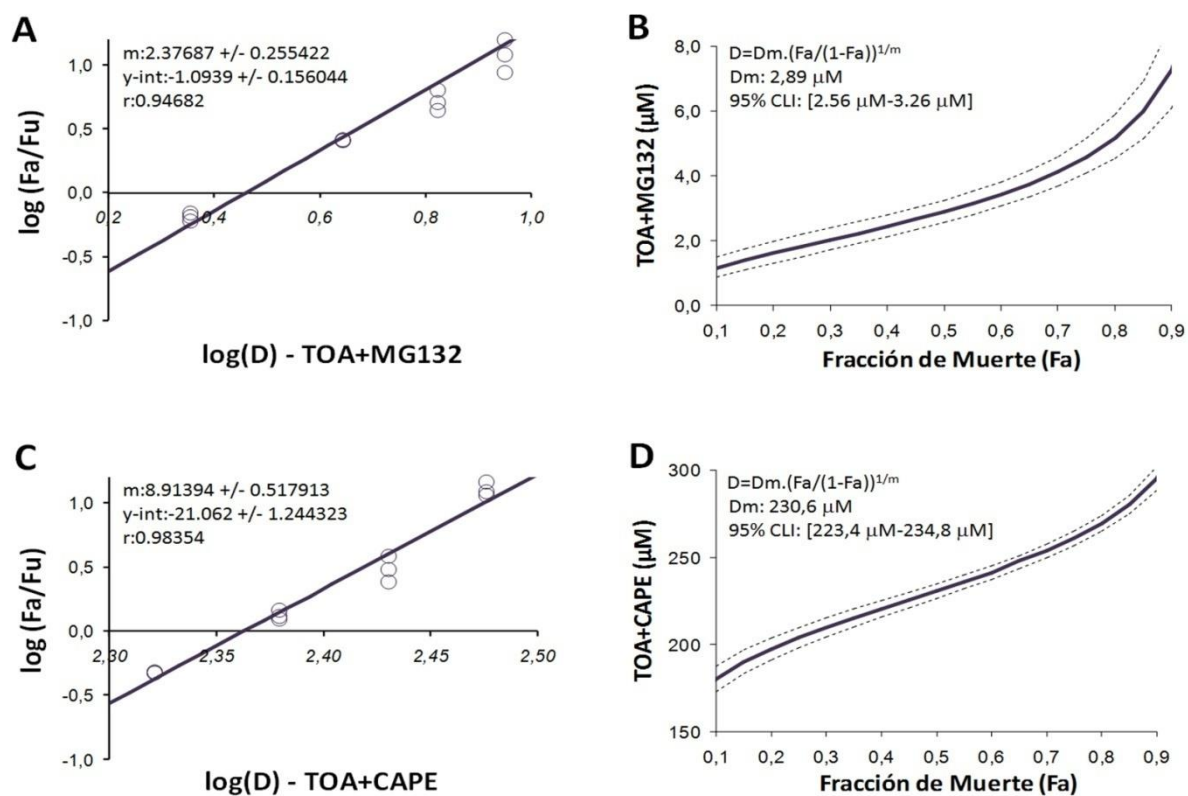 A
m:2.37687 +/- 0.255422
y-int:-1.0939 +/- 0.156044
r:0.94682
1,0
0,5
0,0
-0,5
-1,0
0,2
0,4
0,6
0,8
1,0
log (Fa/Fu)
log(D) - TOA+MG132
B
D=Dm.(Fa/(1-Fa))1/m
Dm: 2,89 µM
95% CLI: [2.56 µM-3.26 µM]
8,0
6,0
4,0
2,0
0,0
0,1
0,2
0,3
0,4
0,5
0,6
0,7
0,8
0,9
TOA+MG132 (µM)
Fracción de Muerte (Fa)
C
m:8.91394 +/- 0.517913
y-int:-21.062 +/- 1.244323
r:0.98354
1,0
0,5
0,0
-0,5
-1,0
2,30
2,35
2,40
2,45
2,50
log (Fa/Fu)
log(D) - TOA+CAPE
D
D=Dm.(Fa/(1-Fa))1/m
Dm: 230,6 µM
95% CLI: [223,4 µM-234,8 µM]
300
250
200
150
0,1
0,2
0,3
0,4
0,5
0,6
0,7
0,8
0,9
TOA+CAPE (µM)
Fracción de Muerte (Fa)